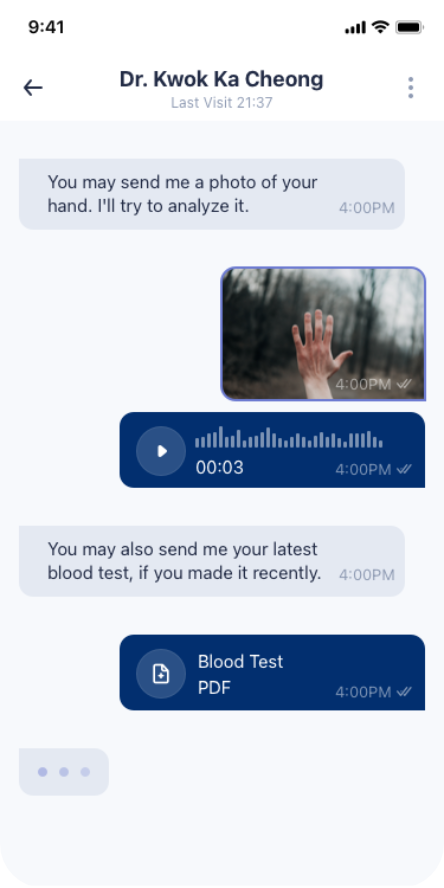 9:41
Dr. Kwok Ka Cheong
Last Visit 21:37
You may send me a photo of your
hand. I'll try to analyze it.
4:00PM
4:00PM
00:03
4:00PM
You may also send me your latest
blood test, if you made it recently.
4:00PM
Blood Test
PDF
4:00PM